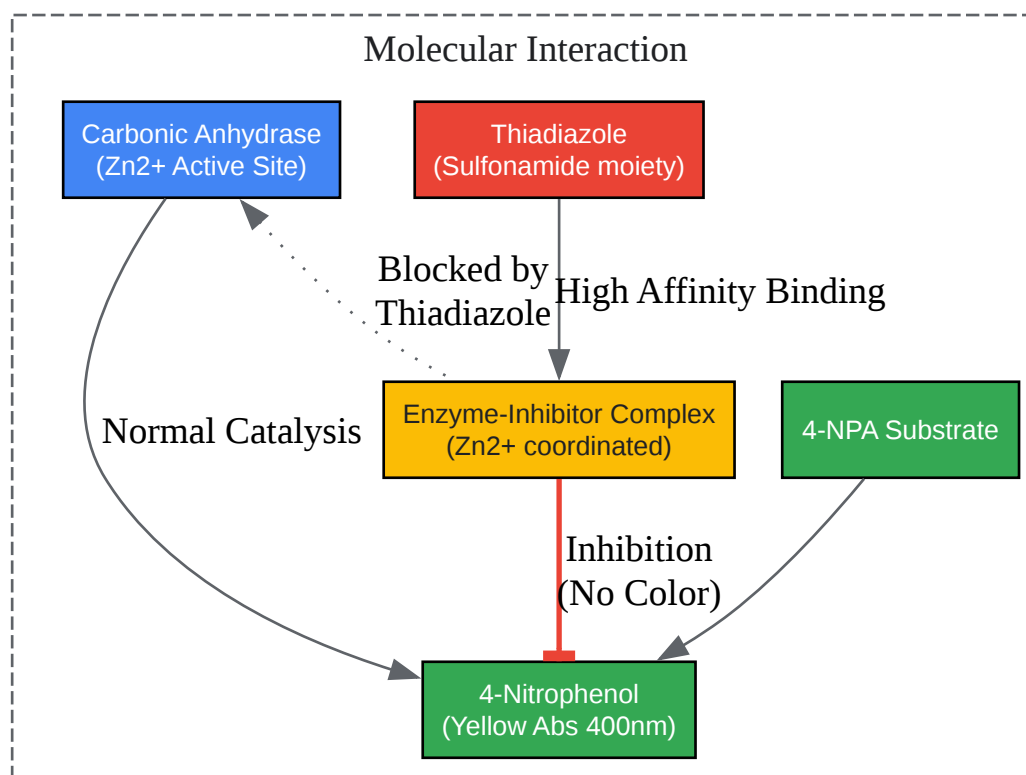 Molecular Interaction
Carbonic Anhydrase
(Zn2+ Active Site)
Thiadiazole
(Sulfonamide moiety)
Blocked by
Thiadiazole
High Affinity Binding
Enzyme-Inhibitor Complex
(Zn2+ coordinated)
4-NPA Substrate
Normal Catalysis
Inhibition
(No Color)
4-Nitrophenol
(Yellow Abs 400nm)